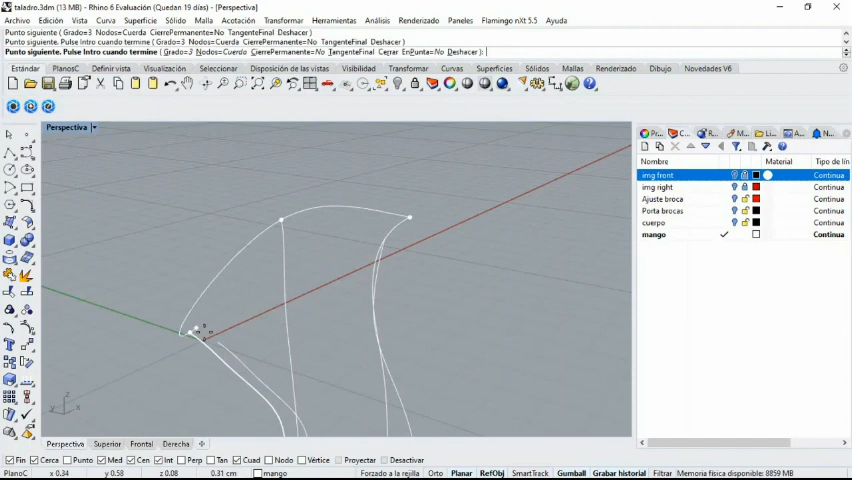 taladro.3dm (13 MB) - Rhino 6 Evaluación (Quedan 19 días) - [Perspectiva]
Archivo Edición Vista Curva Superficie Sólido Malla Acotación Transformar Herramientas Análisis Renderizado Paneles Flamingo nXt 5.5 Ayuda
Punto siguiente. Pulse Intro cuando termine ( Grado=3 Nodos=Cuerda CierrePermanente=No TangenteFinal Deshacer ):
Punto siguiente. Pulse Intro cuando termine ( Grado=3 Nodos=Cuerda CierrePermanente=No TangenteFinal Deshacer ):
Punto siguiente. Pulse Intro cuando termine ( Grado=3 Nodos=Cuerda CierrePermanente=No TangenteFinal Cerrar EnPunta=No Deshacer ):
Estándar PlanosC Definir vista Visualización Seleccionar Disposición de las vistas Visibilidad Transformar Curvas Superficies Sólidos Mallas Renderizado Dibujo Novedades V6
Perspectiva
Pr... C... R... M... Li... A... N...
Nombre Material Tipo de lín
img front Continua
img right Continua
Ajuste broca Continua
Porta brocas Continua
cuerpo Continua
mango Continua
z
y x
Perspectiva Superior Frontal Derecha
Fin Cerca Punto Med Cen Int Perp Tan Cuad Nodo Vértice Proyectar Desactivar
PlanoC x 0.34 y 0.58 z 0.08 0.31 cm mango Forzado a la rejilla Orto Planar RefObj SmartTrack Gumball Grabar historial Filtrar Memoria física disponible: 8859 MB